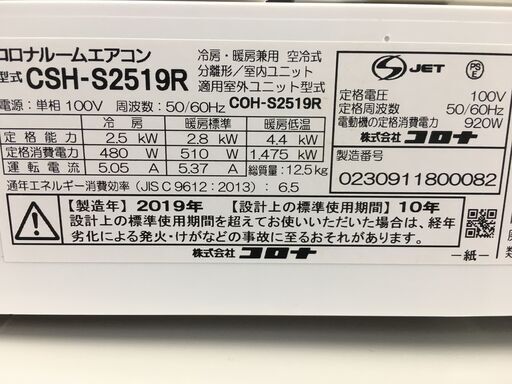 コロナルームエアコン
型式 CSH-S2519R
冷房・暖房兼用 空冷式
分離形／室内ユニット
適用室外ユニット型式
電源：単相 100V 周波数：50/60Hz COH-S2519R
冷房 暖房標準 暖房低温
定格能力 2.5 kW 2.8 kW 4.4 kW
定格消費電力 480 W 510 W 1,475 kW
運転電流 5.05 A 5.37 A 総質量：12.5kg
通年エネルギー消費効率（JIS C 9612：2013）： 6.5
【製造年】2019年 【設計上の標準使用期間】10年
設計上の標準使用期間を超えてお使いいただいた場合は、経年
劣化による発火・けがなどの事故に至るおそれがあります。
株式会社 コロナ
S JET
PS
E
定格電圧 100V
定格周波数 50/60Hz
電動機の定格消費電力 920W
株式会社 コロナ
製造番号
0230911800082
―紙―